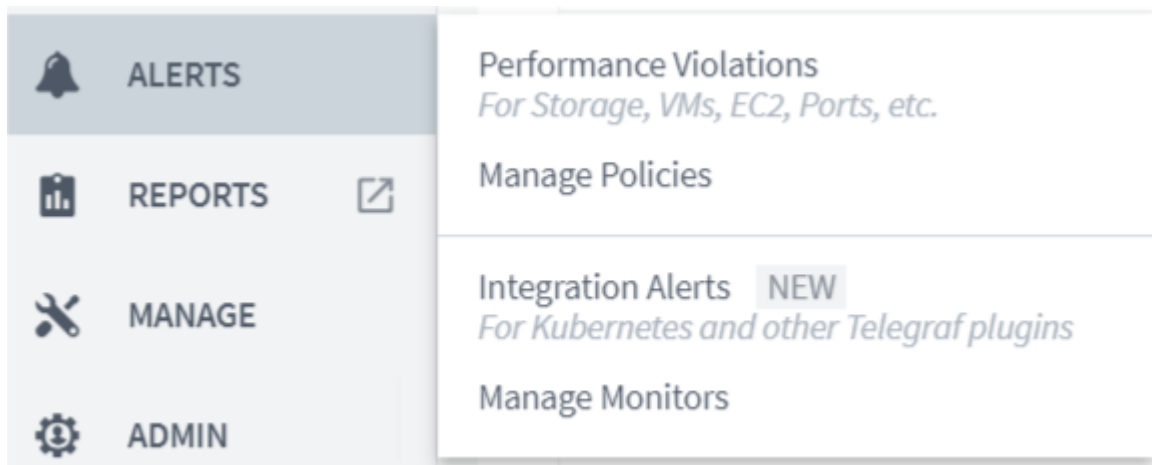 ALERTS
REPORTS
MANAGE
ADMIN
Performance Violations
For Storage, VMs, EC2, Ports, etc.
Manage Policies
Integration Alerts NEW
For Kubernetes and other Telegraf plugins
Manage Monitors